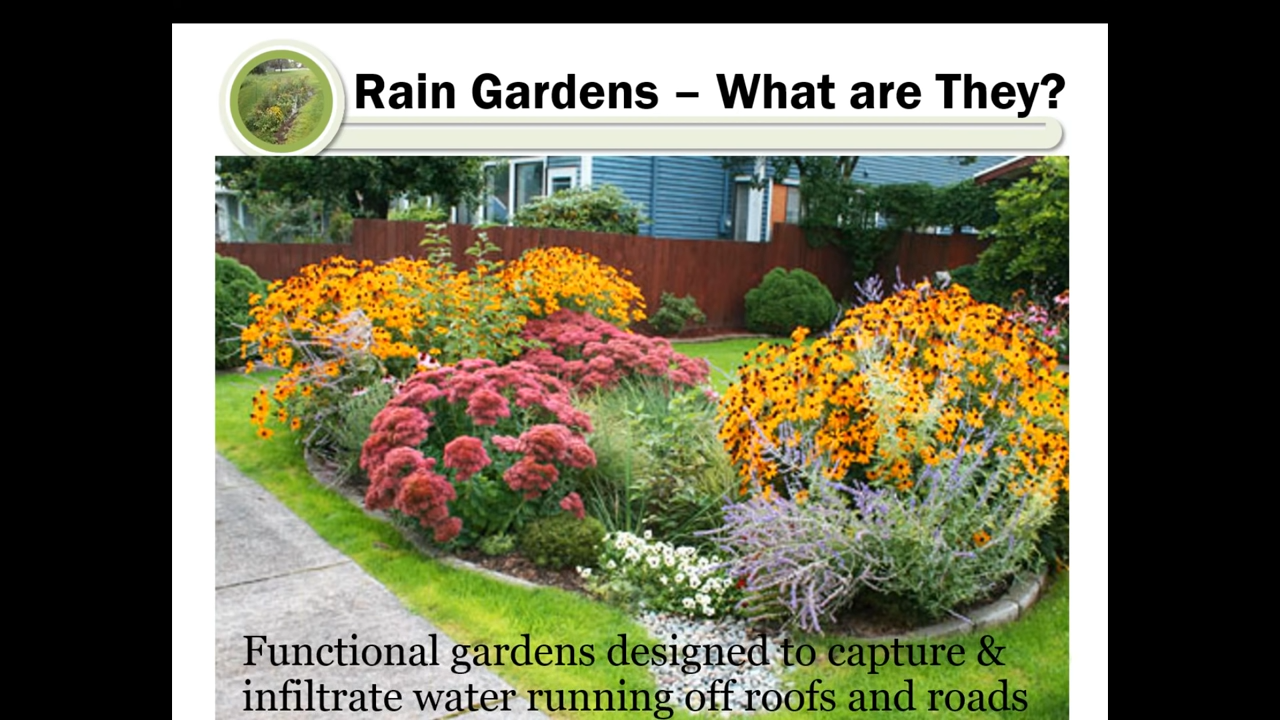 Rain Gardens – What are They?
Functional gardens designed to capture &
infiltrate water running off roofs and roads